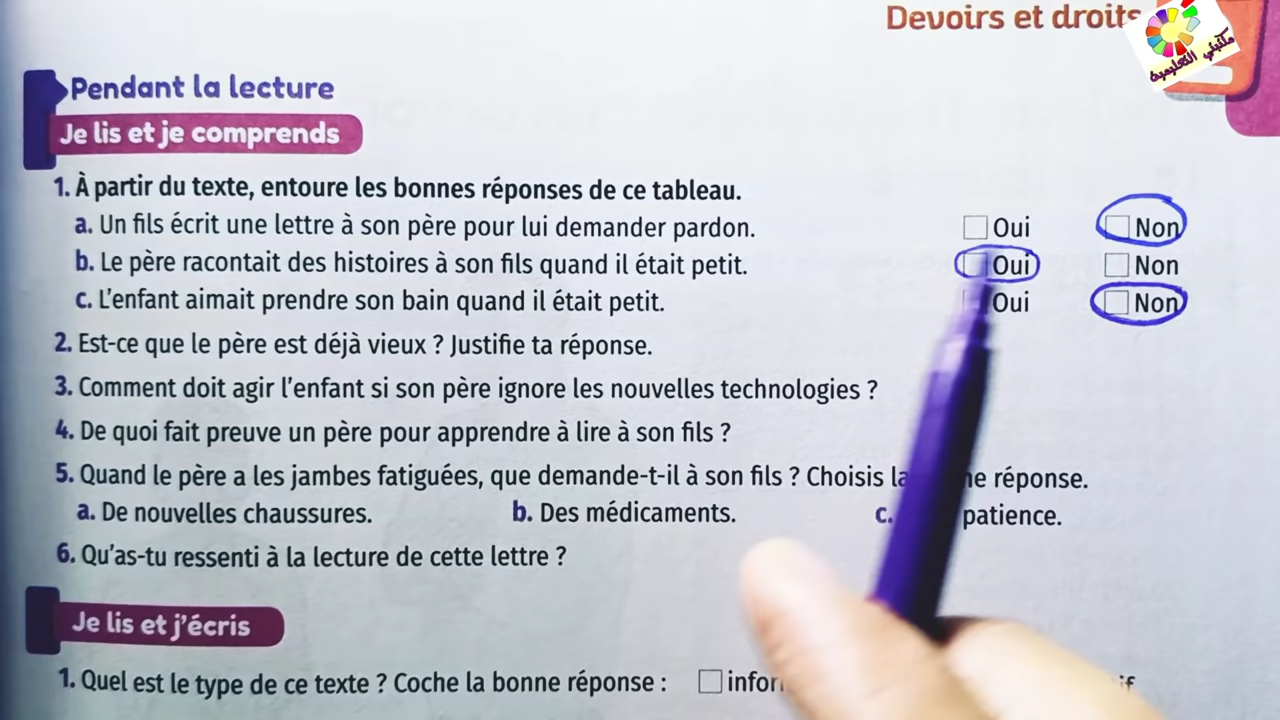 Devoirs et droits
مكتبتي التعليمية
Pendant la lecture
Je lis et je comprends
1. À partir du texte, entoure les bonnes réponses de ce tableau.
a. Un fils écrit une lettre à son père pour lui demander pardon. Oui Non
b. Le père racontait des histoires à son fils quand il était petit. Oui Non
c. L'enfant aimait prendre son bain quand il était petit. Oui Non
2. Est-ce que le père est déjà vieux ? Justifie ta réponse.
3. Comment doit agir l'enfant si son père ignore les nouvelles technologies ?
4. De quoi fait preuve un père pour apprendre à lire à son fils ?
5. Quand le père a les jambes fatiguées, que demande-t-il à son fils ? Choisis réponse.
a. De nouvelles chaussures. b. Des médicaments. c. patience.
6. Qu'as-tu ressenti à la lecture de cette lettre ?
Je lis et j'écris
1. Quel est le type de ce texte ? Coche la bonne réponse :